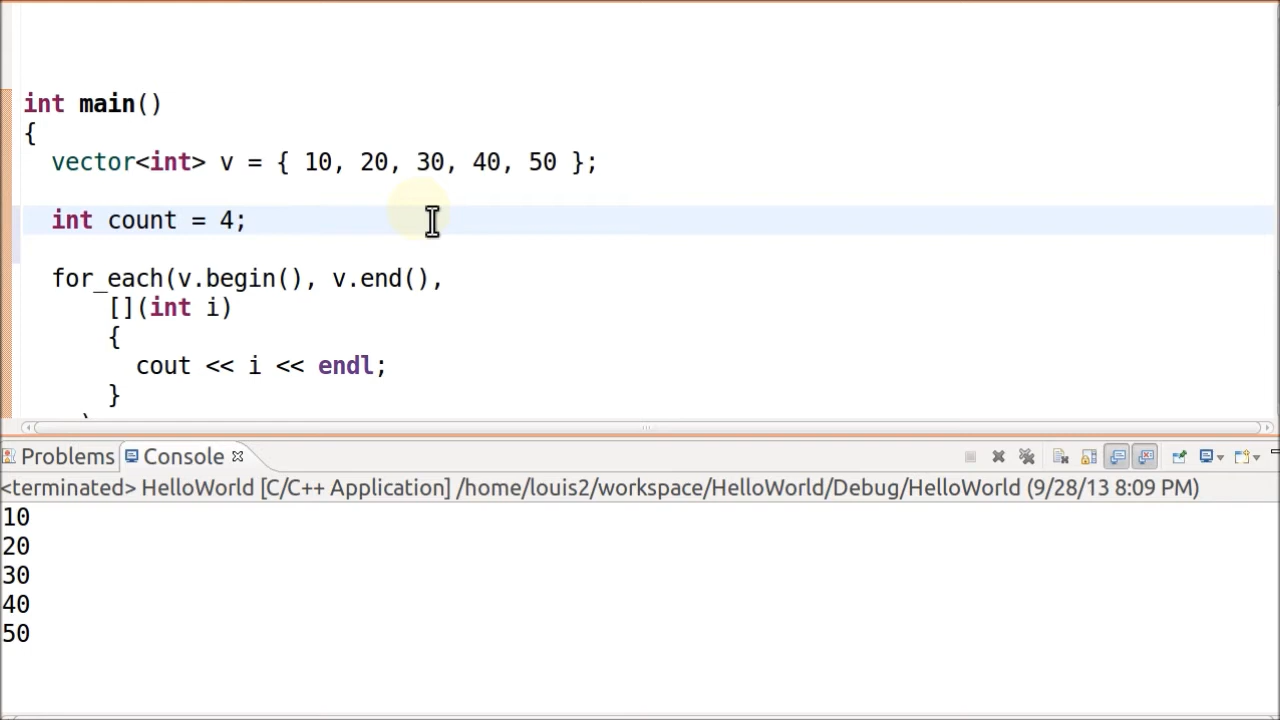 int main()
{
vector<int> v = { 10, 20, 30, 40, 50 };
int count = 4;
for_each(v.begin(), v.end(),
[](int i)
{
cout << i << endl;
}
Problems Console
<terminated> HelloWorld [C/C++ Application] /home/louis2/workspace/HelloWorld/Debug/HelloWorld (9/28/13 8:09 PM)
10
20
30
40
50